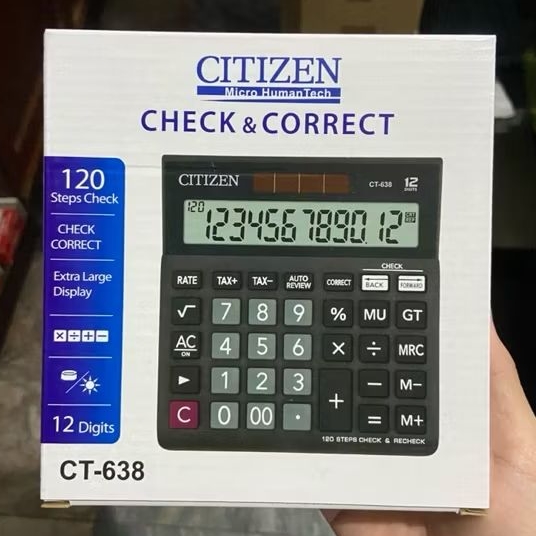 CITIZEN
Micro HumanTech
CHECK & CORRECT
120
Steps Check
CHECK
CORRECT
Extra Large
Display
× ÷ + −
12 Digits
CT-638
CITIZEN
CT-638
12
DIGITS
120
1234567890.12
CHECK
RATE TAX+ TAX− AUTO REVIEW CORRECT BACK FORWARD
√ 7 8 9 % MU GT
AC ON 4 5 6 × ÷ MRC
► 1 2 3 + − M−
C 0 00 · = M+
120 STEPS CHECK & RECHECK